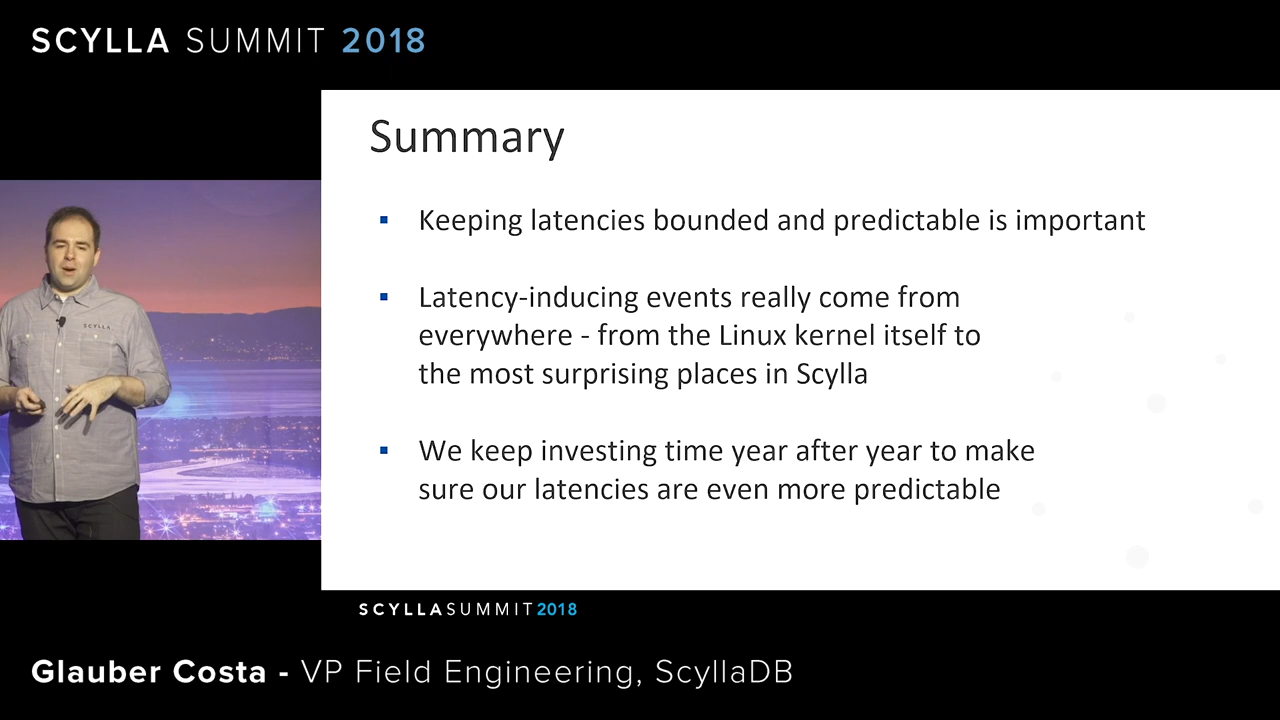 SCYLLA SUMMIT 2018
Summary
SCYLLA
▪ Keeping latencies bounded and predictable is important
▪ Latency-inducing events really come from
everywhere - from the Linux kernel itself to
the most surprising places in Scylla
▪ We keep investing time year after year to make
sure our latencies are even more predictable
SCYLLASUMMIT2018
Glauber Costa - VP Field Engineering, ScyllaDB